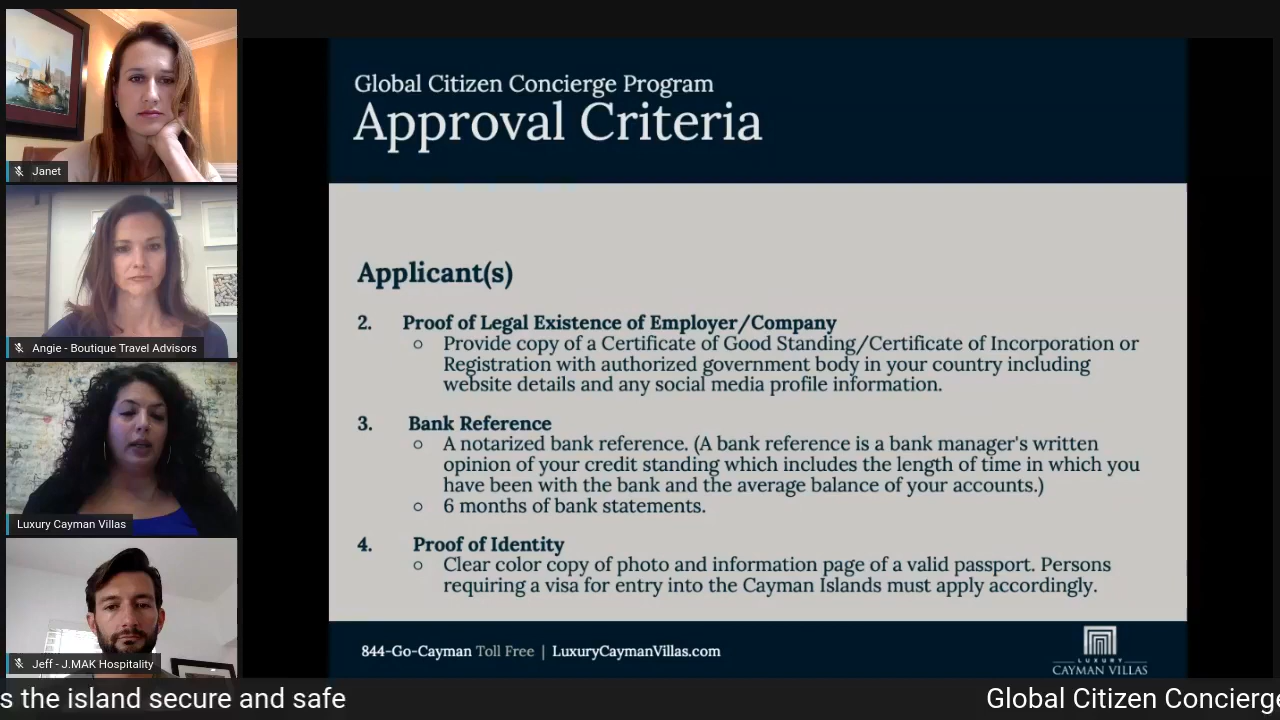 Janet
Angie - Boutique Travel Advisors
Luxury Cayman Villas
Jeff - J.MAK Hospitality
Global Citizen Concierge Program
Approval Criteria
Applicant(s)
2. Proof of Legal Existence of Employer/Company
○ Provide copy of a Certificate of Good Standing/Certificate of Incorporation or
Registration with authorized government body in your country including
website details and any social media profile information.
3. Bank Reference
○ A notarized bank reference. (A bank reference is a bank manager's written
opinion of your credit standing which includes the length of time in which you
have been with the bank and the average balance of your accounts.)
○ 6 months of bank statements.
4. Proof of Identity
○ Clear color copy of photo and information page of a valid passport. Persons
requiring a visa for entry into the Cayman Islands must apply accordingly.
844-Go-Cayman Toll Free | LuxuryCaymanVillas.com
LUXURY
CAYMAN VILLAS
s the island secure and safe
Global Citizen Concierge